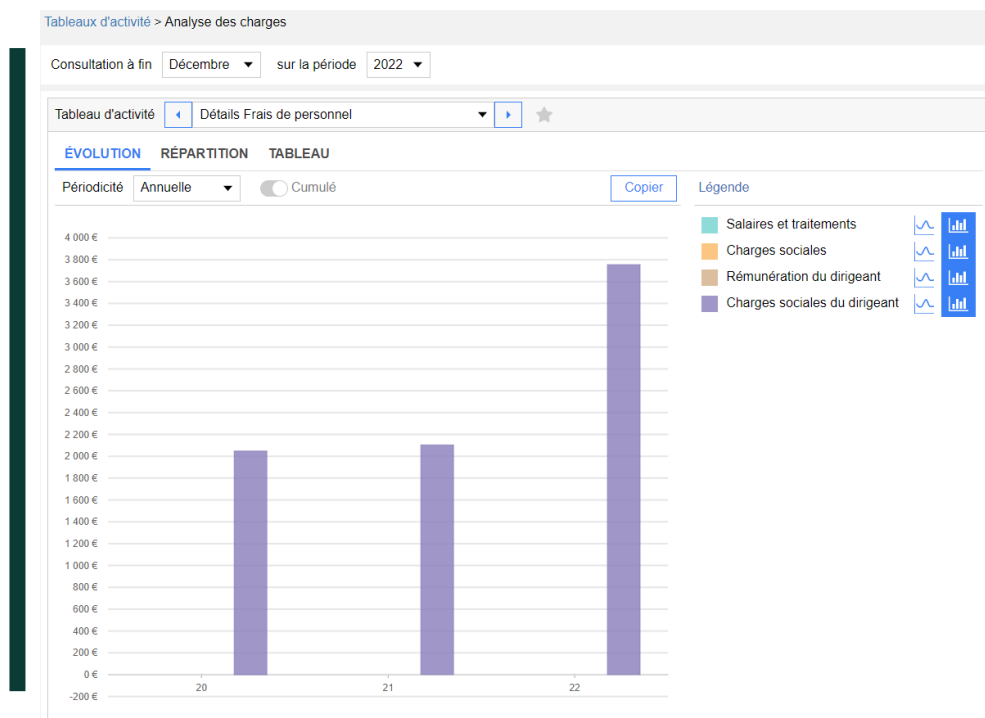 Tableaux d'activité > Analyse des charges
Consultation à fin Décembre sur la période 2022
Tableau d'activité Détails Frais de personnel
ÉVOLUTION RÉPARTITION TABLEAU
Périodicité Annuelle Cumulé Copier Légende
Salaires et traitements
Charges sociales
Rémunération du dirigeant
Charges sociales du dirigeant
4 000 €
3 800 €
3 600 €
3 400 €
3 200 €
3 000 €
2 800 €
2 600 €
2 400 €
2 200 €
2 000 €
1 800 €
1 600 €
1 400 €
1 200 €
1 000 €
800 €
600 €
400 €
200 €
0 €
-200 €
20 21 22